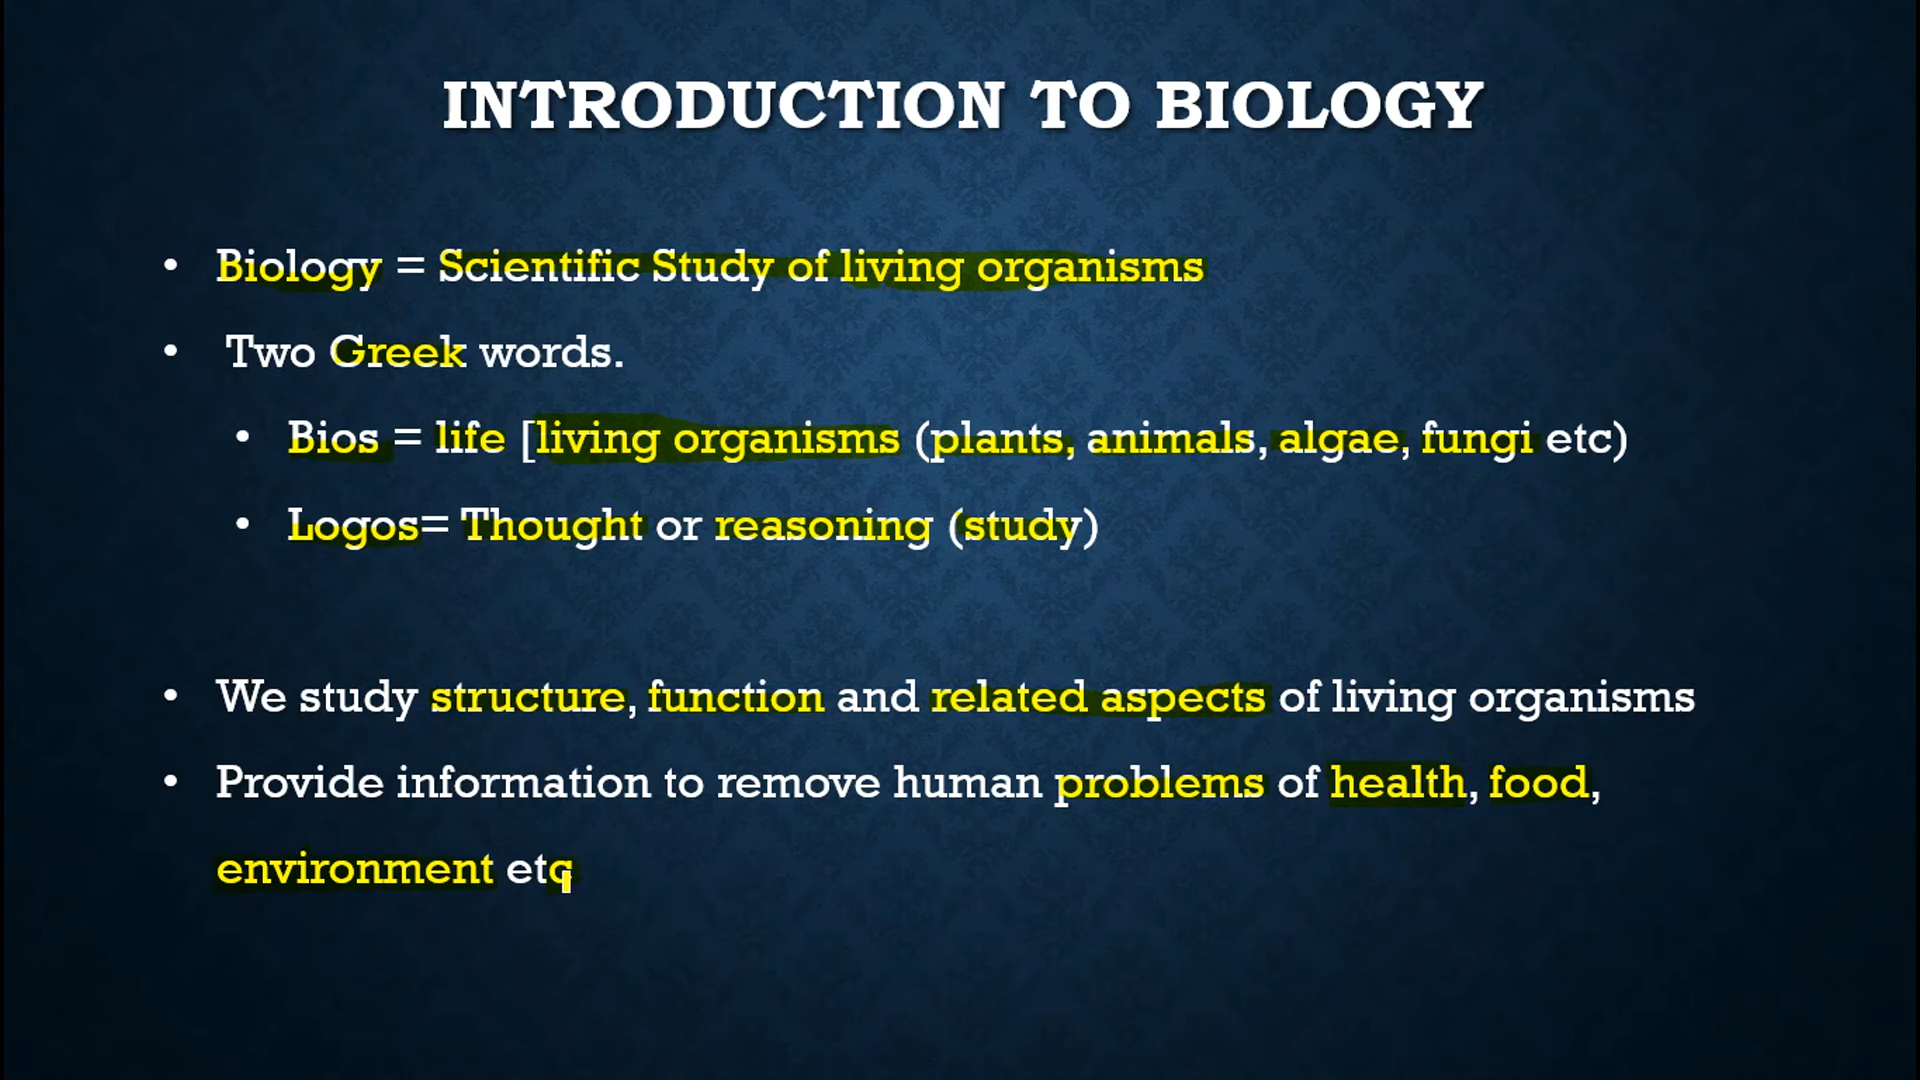 INTRODUCTION TO BIOLOGY
• Biology = Scientific Study of living organisms
• Two Greek words.
• Bios = life [living organisms (plants, animals, algae, fungi etc)
• Logos= Thought or reasoning (study)
• We study structure, function and related aspects of living organisms
• Provide information to remove human problems of health, food,
environment etc